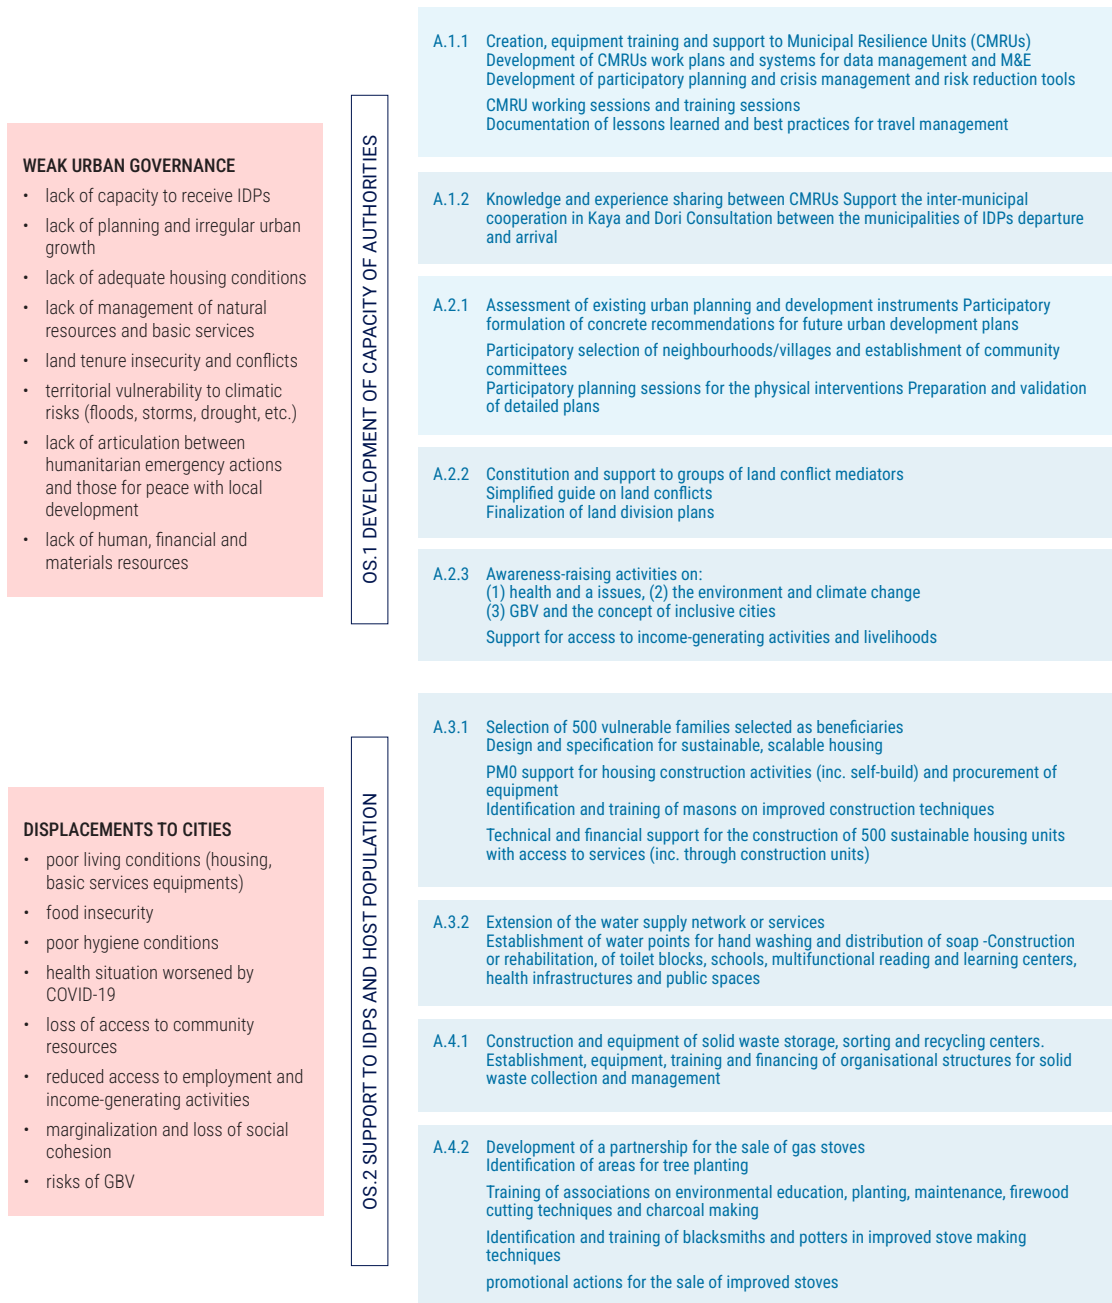 WEAK URBAN GOVERNANCE
• lack of capacity to receive IDPs
• lack of planning and irregular urban
growth
• lack of adequate housing conditions
• lack of management of natural
resources and basic services
• land tenure insecurity and conflicts
• territorial vulnerability to climatic
risks (floods, storms, drought, etc.)
• lack of articulation between
humanitarian emergency actions
and those for peace with local
development
• lack of human, financial and
materials resources
OS.1 DEVELOPMENT OF CAPACITY OF AUTHORITIES
A.1.1 Creation, equipment training and support to Municipal Resilience Units (CMRUs)
Development of CMRUs work plans and systems for data management and M&E
Development of participatory planning and crisis management and risk reduction tools
CMRU working sessions and training sessions
Documentation of lessons learned and best practices for travel management
A.1.2 Knowledge and experience sharing between CMRUs Support the inter-municipal
cooperation in Kaya and Dori Consultation between the municipalities of IDPs departure
and arrival
A.2.1 Assessment of existing urban planning and development instruments Participatory
formulation of concrete recommendations for future urban development plans
Participatory selection of neighbourhoods/villages and establishment of community
committees
Participatory planning sessions for the physical interventions Preparation and validation
of detailed plans
A.2.2 Constitution and support to groups of land conflict mediators
Simplified guide on land conflicts
Finalization of land division plans
A.2.3 Awareness-raising activities on:
(1) health and a issues, (2) the environment and climate change
(3) GBV and the concept of inclusive cities
Support for access to income-generating activities and livelihoods
DISPLACEMENTS TO CITIES
• poor living conditions (housing,
basic services equipments)
• food insecurity
• poor hygiene conditions
• health situation worsened by
COVID-19
• loss of access to community
resources
• reduced access to employment and
income-generating activities
• marginalization and loss of social
cohesion
• risks of GBV
OS.2 SUPPORT TO IDPS AND HOST POPULATION
A.3.1 Selection of 500 vulnerable families selected as beneficiaries
Design and specification for sustainable, scalable housing
PM0 support for housing construction activities (inc. self-build) and procurement of
equipment
Identification and training of masons on improved construction techniques
Technical and financial support for the construction of 500 sustainable housing units
with access to services (inc. through construction units)
A.3.2 Extension of the water supply network or services
Establishment of water points for hand washing and distribution of soap -Construction
or rehabilitation, of toilet blocks, schools, multifunctional reading and learning centers,
health infrastructures and public spaces
A.4.1 Construction and equipment of solid waste storage, sorting and recycling centers.
Establishment, equipment, training and financing of organisational structures for solid
waste collection and management
A.4.2 Development of a partnership for the sale of gas stoves
Identification of areas for tree planting
Training of associations on environmental education, planting, maintenance, firewood
cutting techniques and charcoal making
Identification and training of blacksmiths and potters in improved stove making
techniques
promotional actions for the sale of improved stoves